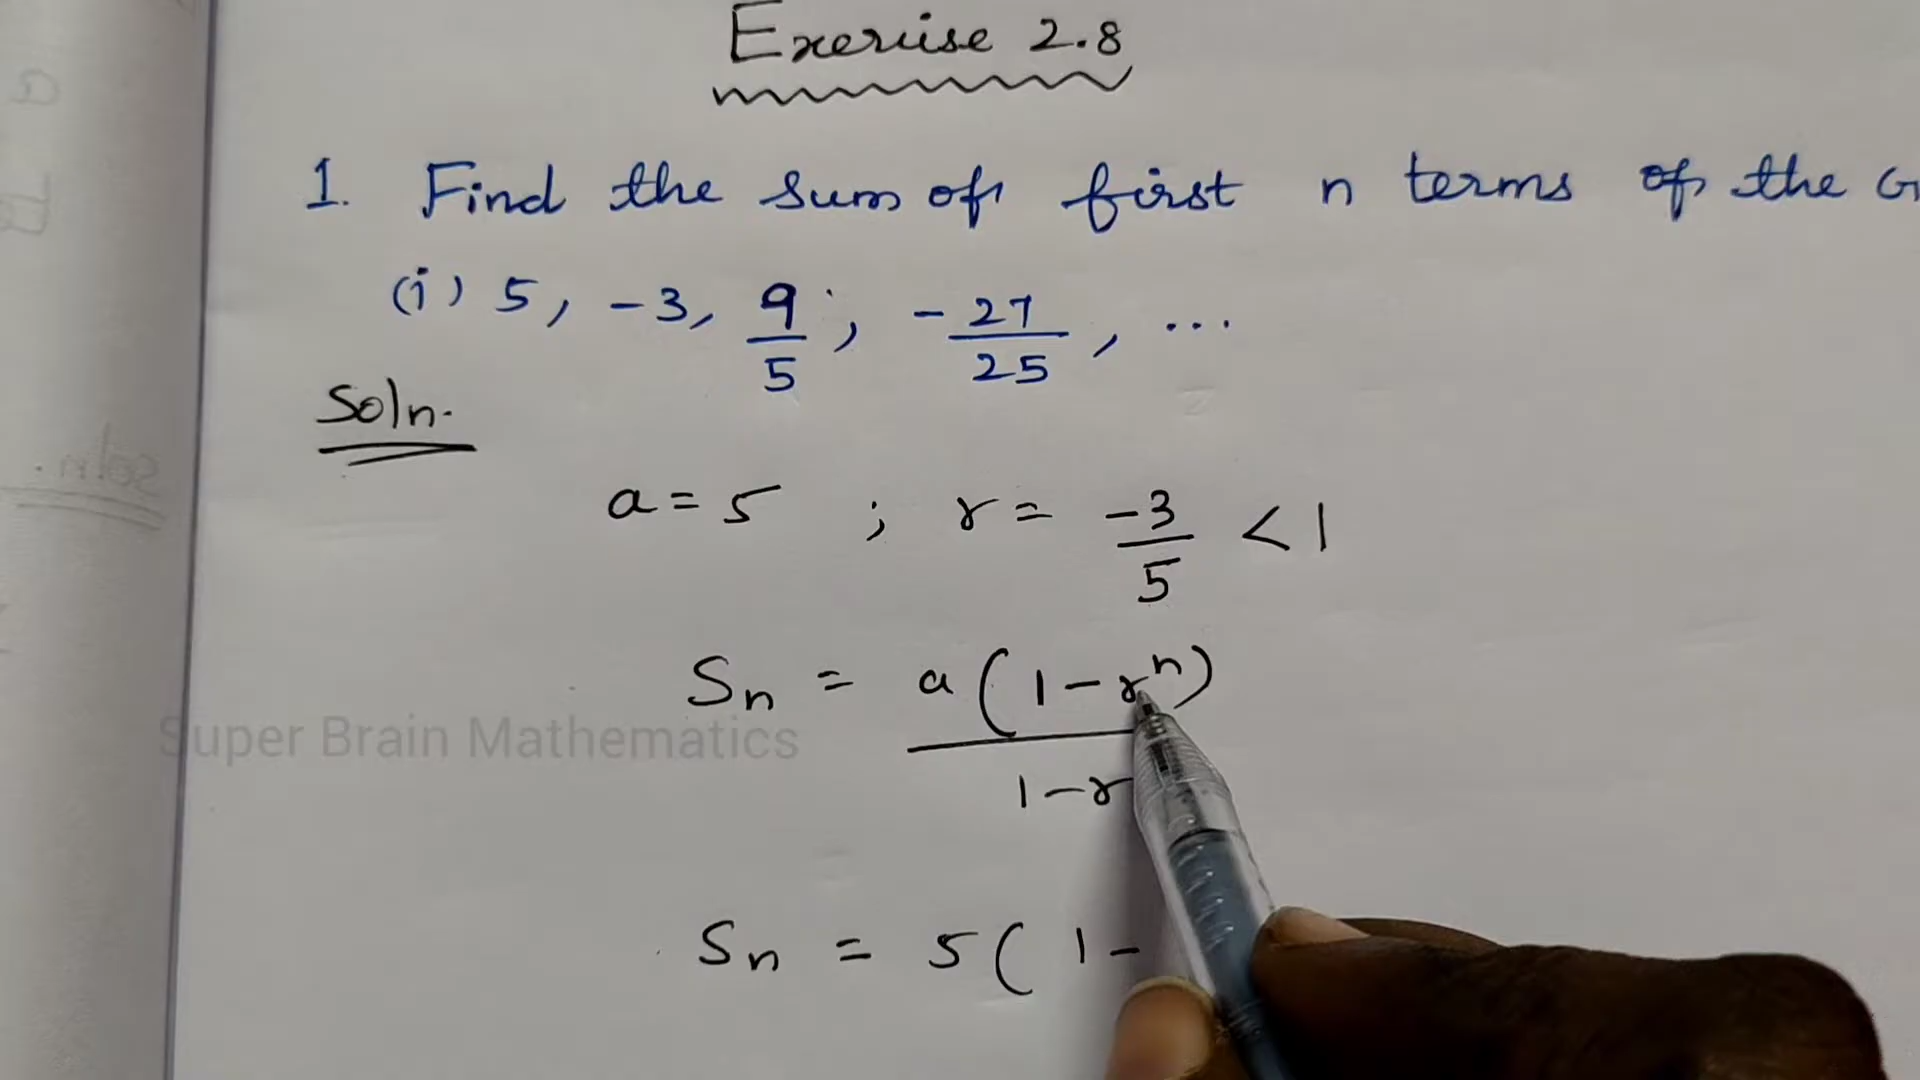 Exercise 2.8
1. Find the sum of first n terms of the G
(i) 5, -3, 9/5, -27/25, ...
Soln.
a = 5 ; r = -3/5 < 1
Sn = a(1-r^n)/1-r
Super Brain Mathematics
Sn = 5( 1-